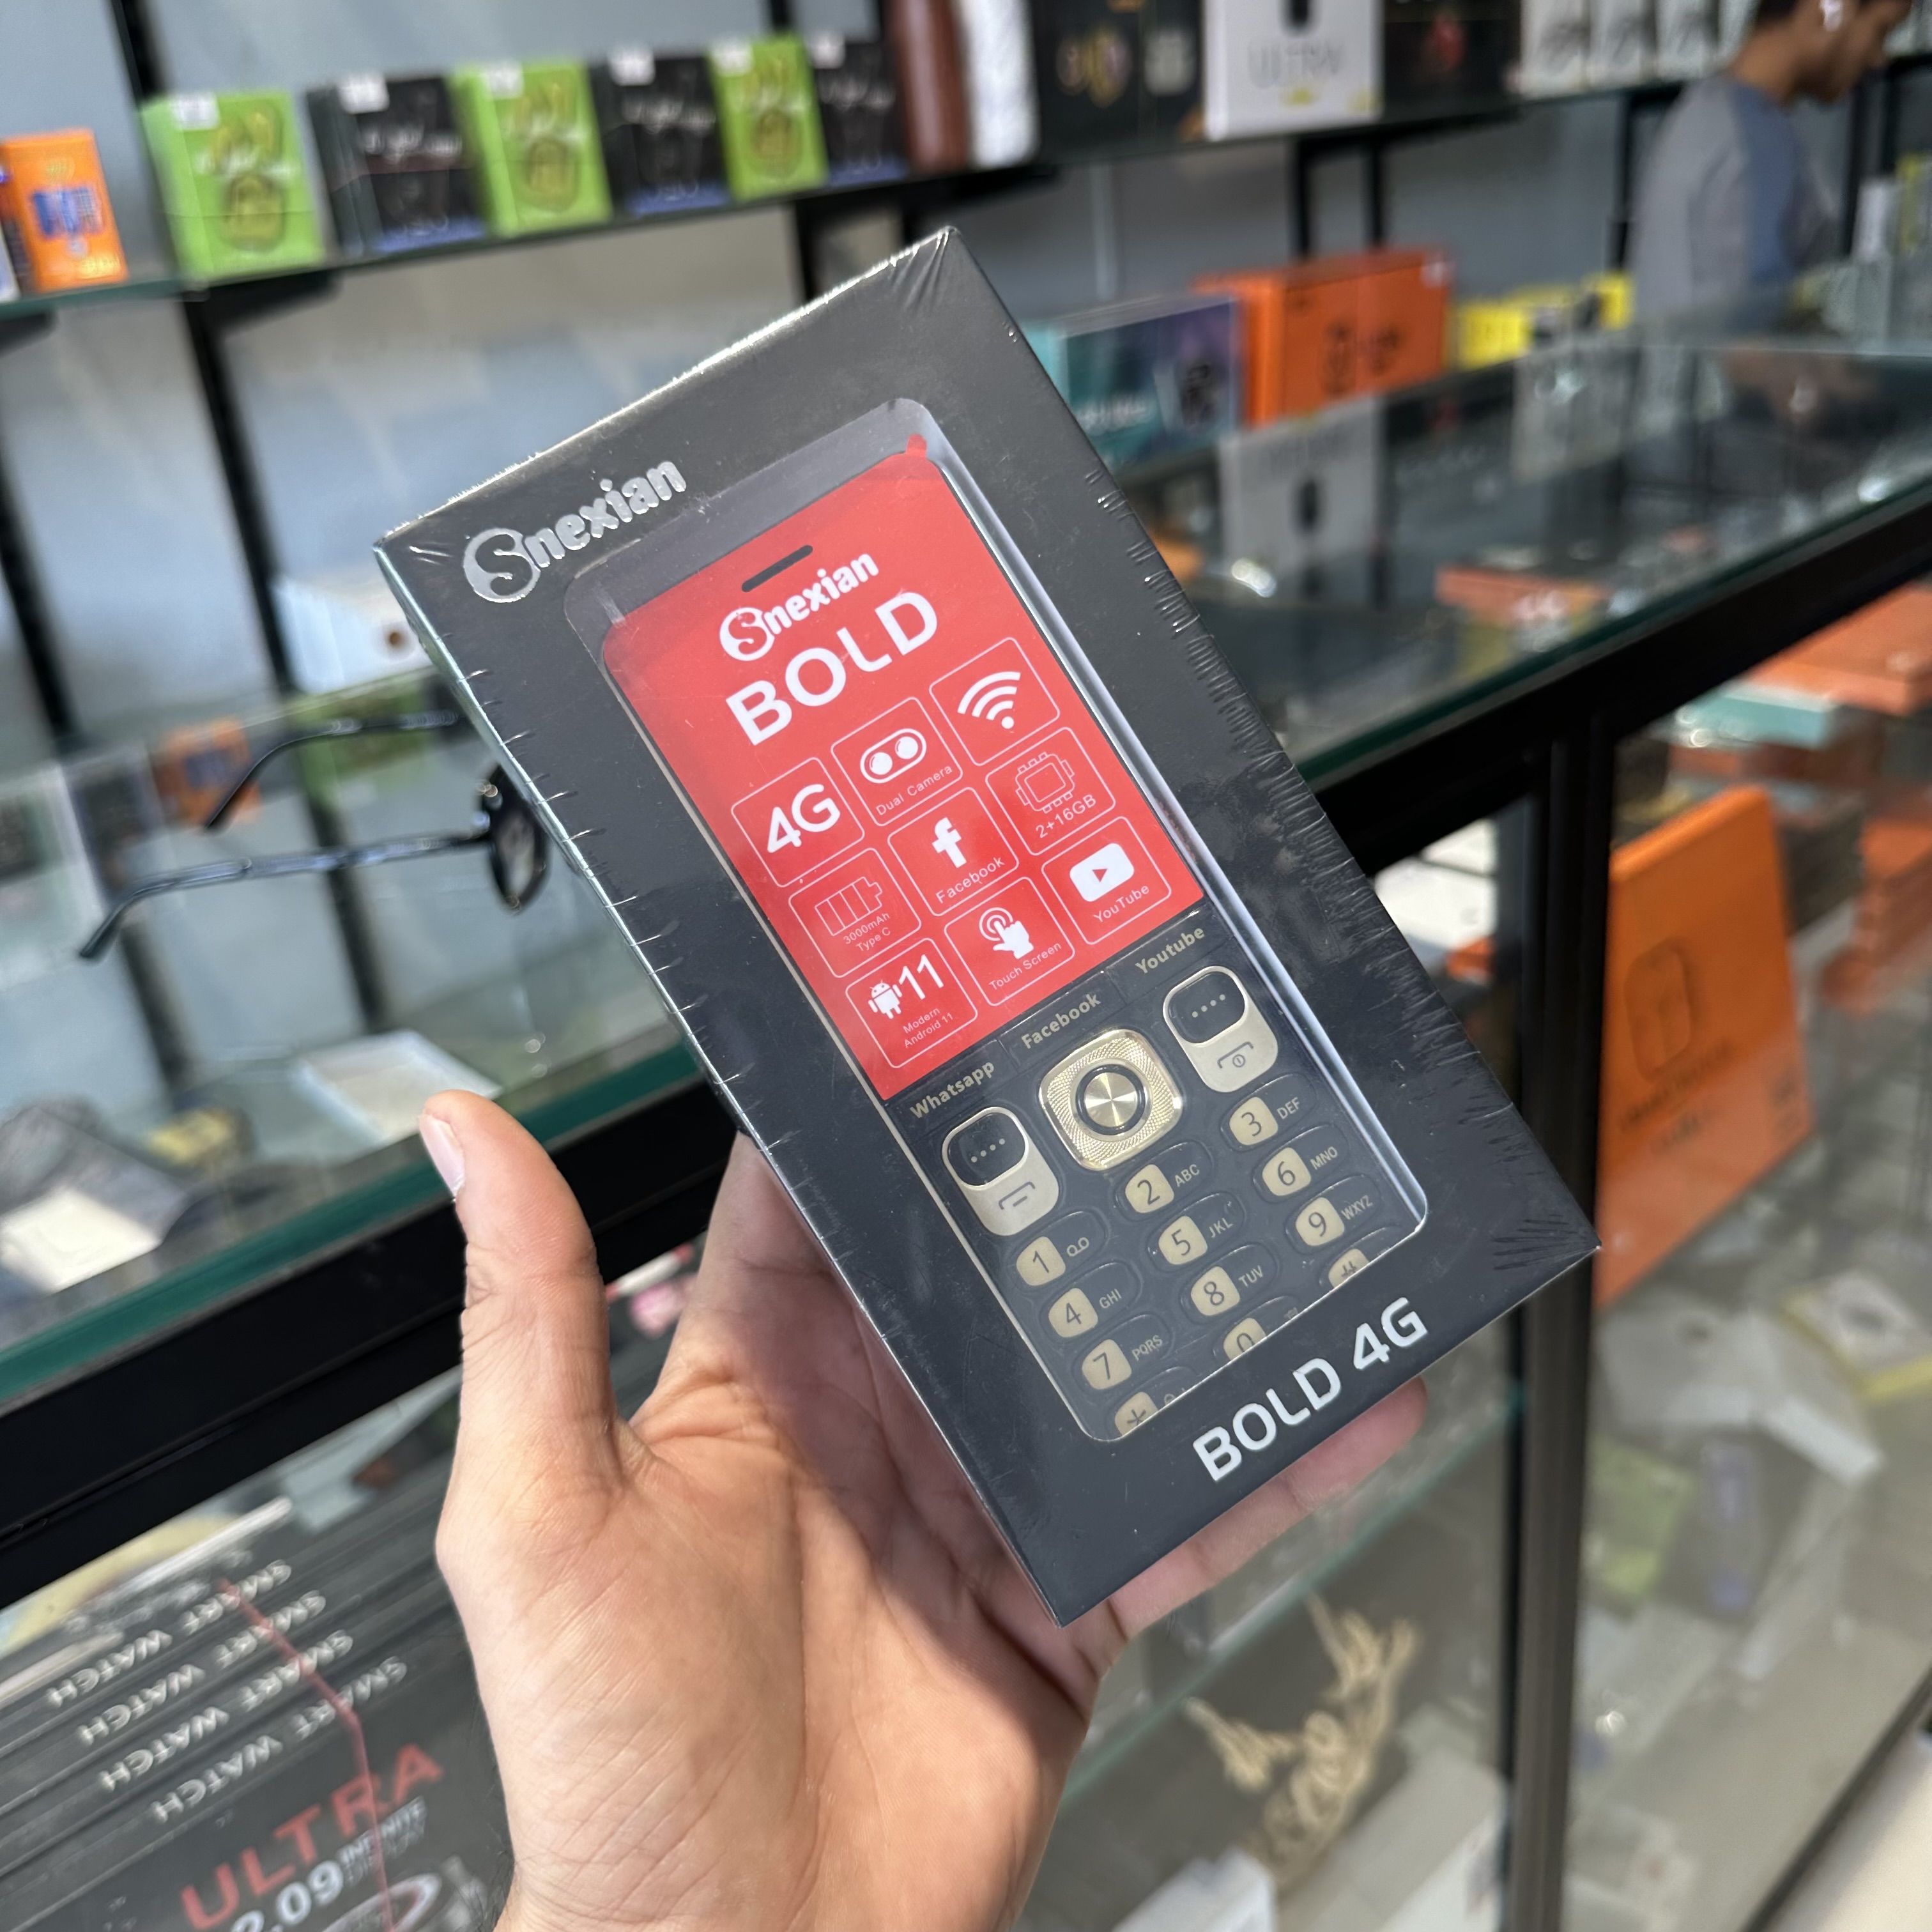 ULTRA
Snexian
Snexian
BOLD
4G
Dual Camera
3000mAh
Type C
Facebook
2+16GB
11
Modern
Android 11
Touch Screen
YouTube
Whatsapp
Facebook
Youtube
1
2 ABC
3 DEF
4 GHI
5 JKL
6 MNO
7 PQRS
8 TUV
9 WXYZ
*
0
#
BOLD 4G
SMART WATCH
SMART WATCH
SMART WATCH
SMART WATCH
ULTRA
2.09 INFINITE